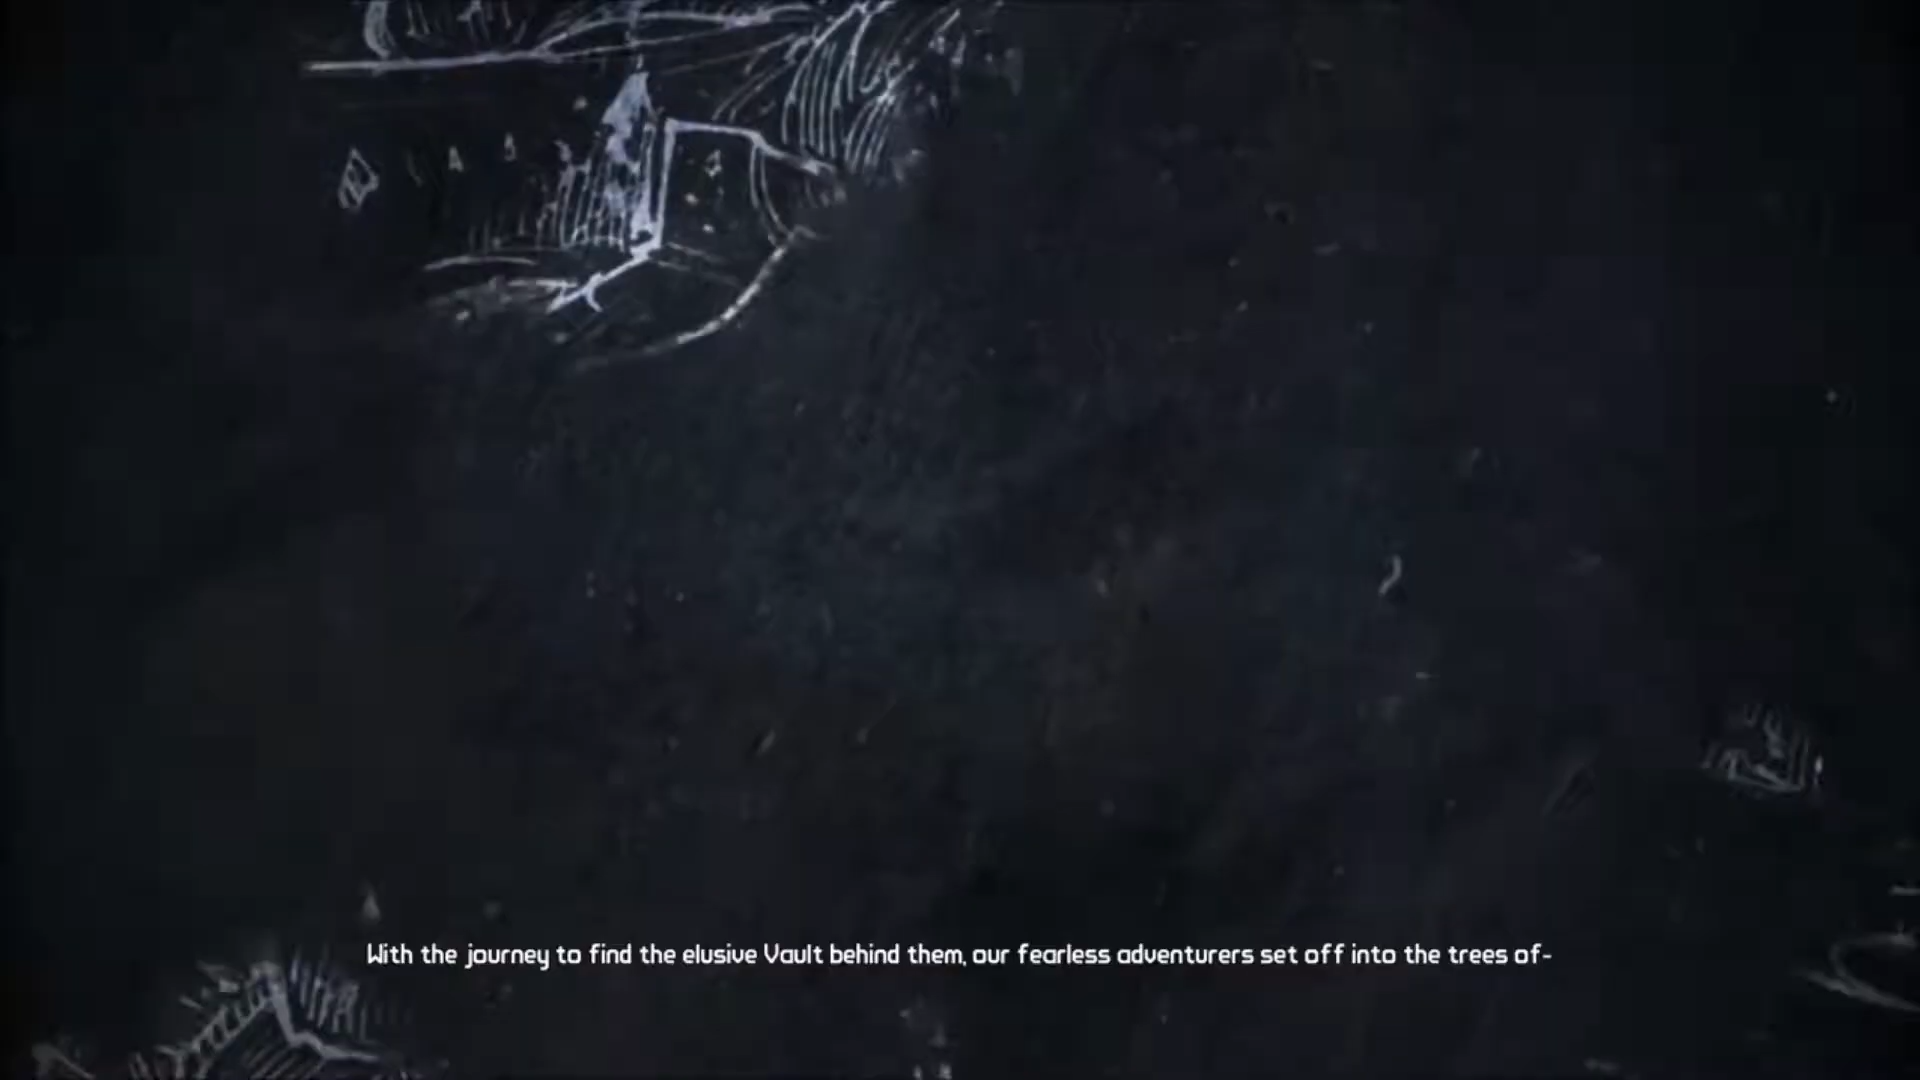 With the journey to find the elusive Vault behind them, our fearless adventurers set off into the trees of-